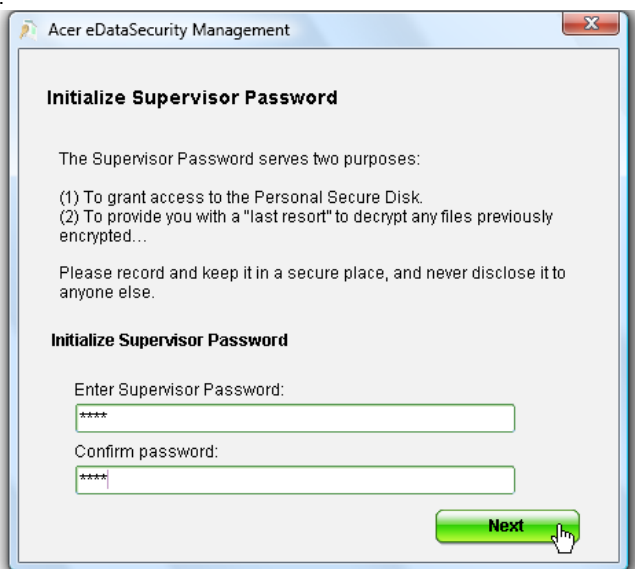 .
Acer eDataSecurity Management
Initialize Supervisor Password
The Supervisor Password serves two purposes:
(1) To grant access to the Personal Secure Disk.
(2) To provide you with a "last resort" to decrypt any files previously
encrypted...
Please record and keep it in a secure place, and never disclose it to
anyone else.
Initialize Supervisor Password
Enter Supervisor Password:
****
Confirm password:
****
Next